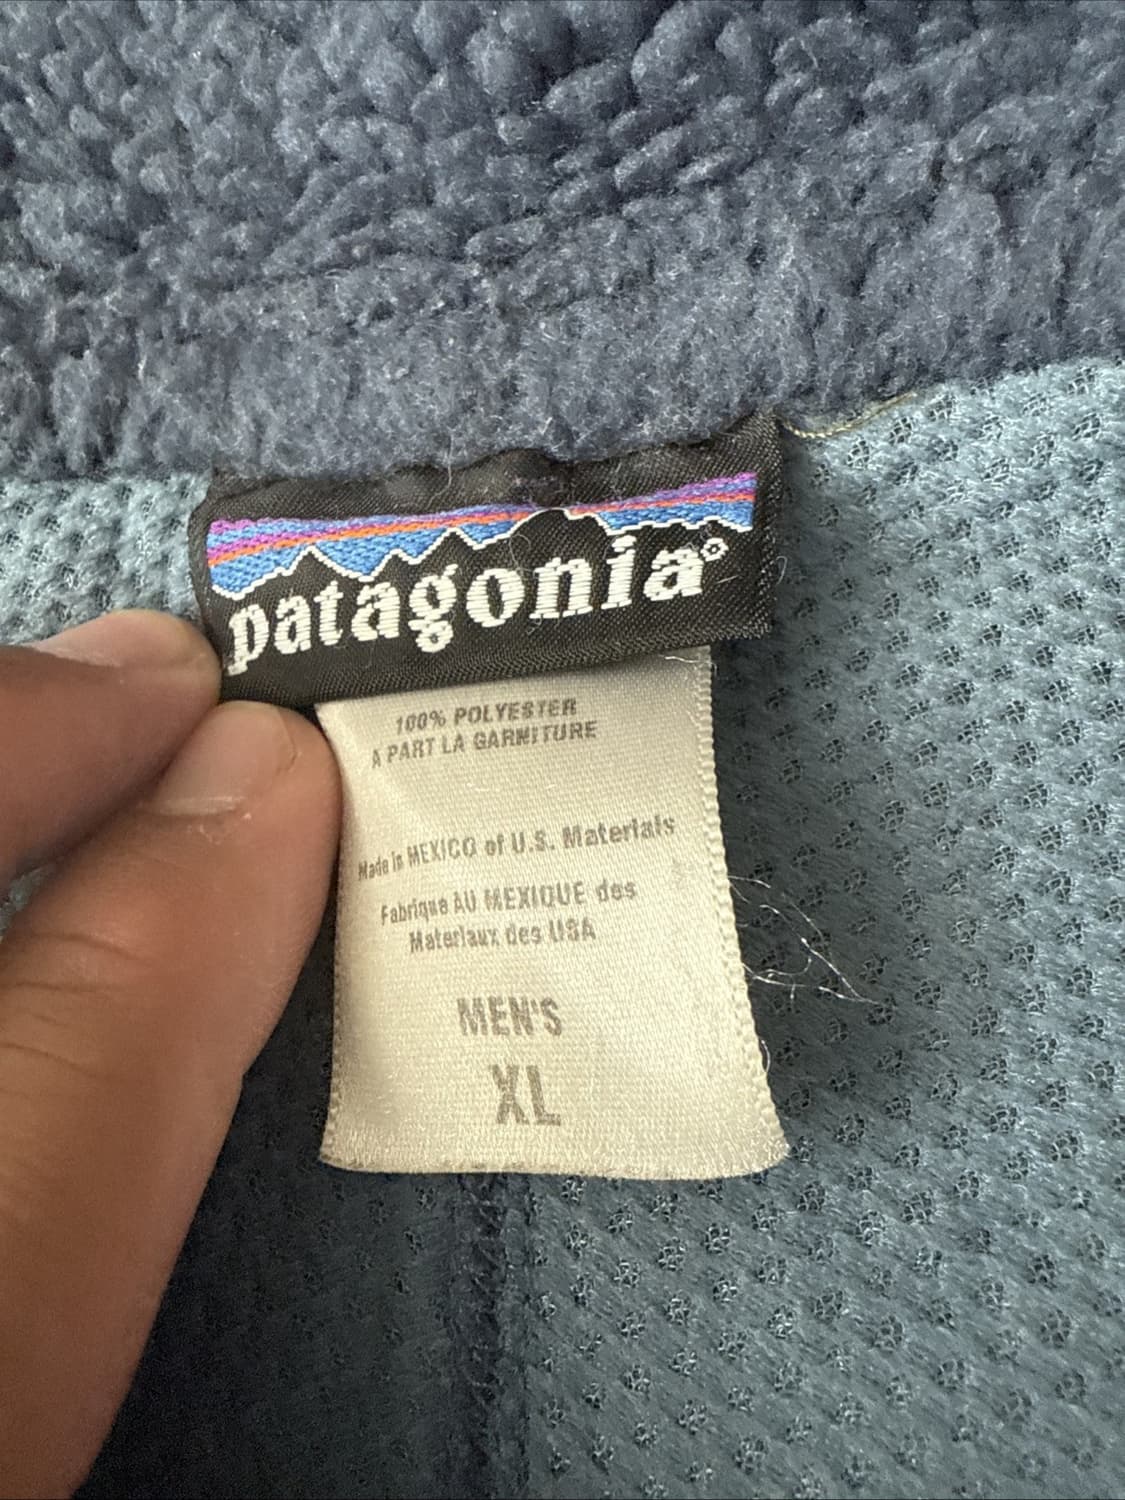 patagonia®
100% POLYESTER
A PART LA GARNITURE
Made in MEXICO of U.S. Materials
Fabrique AU MEXIQUE des
Materiaux des USA
MEN'S
XL